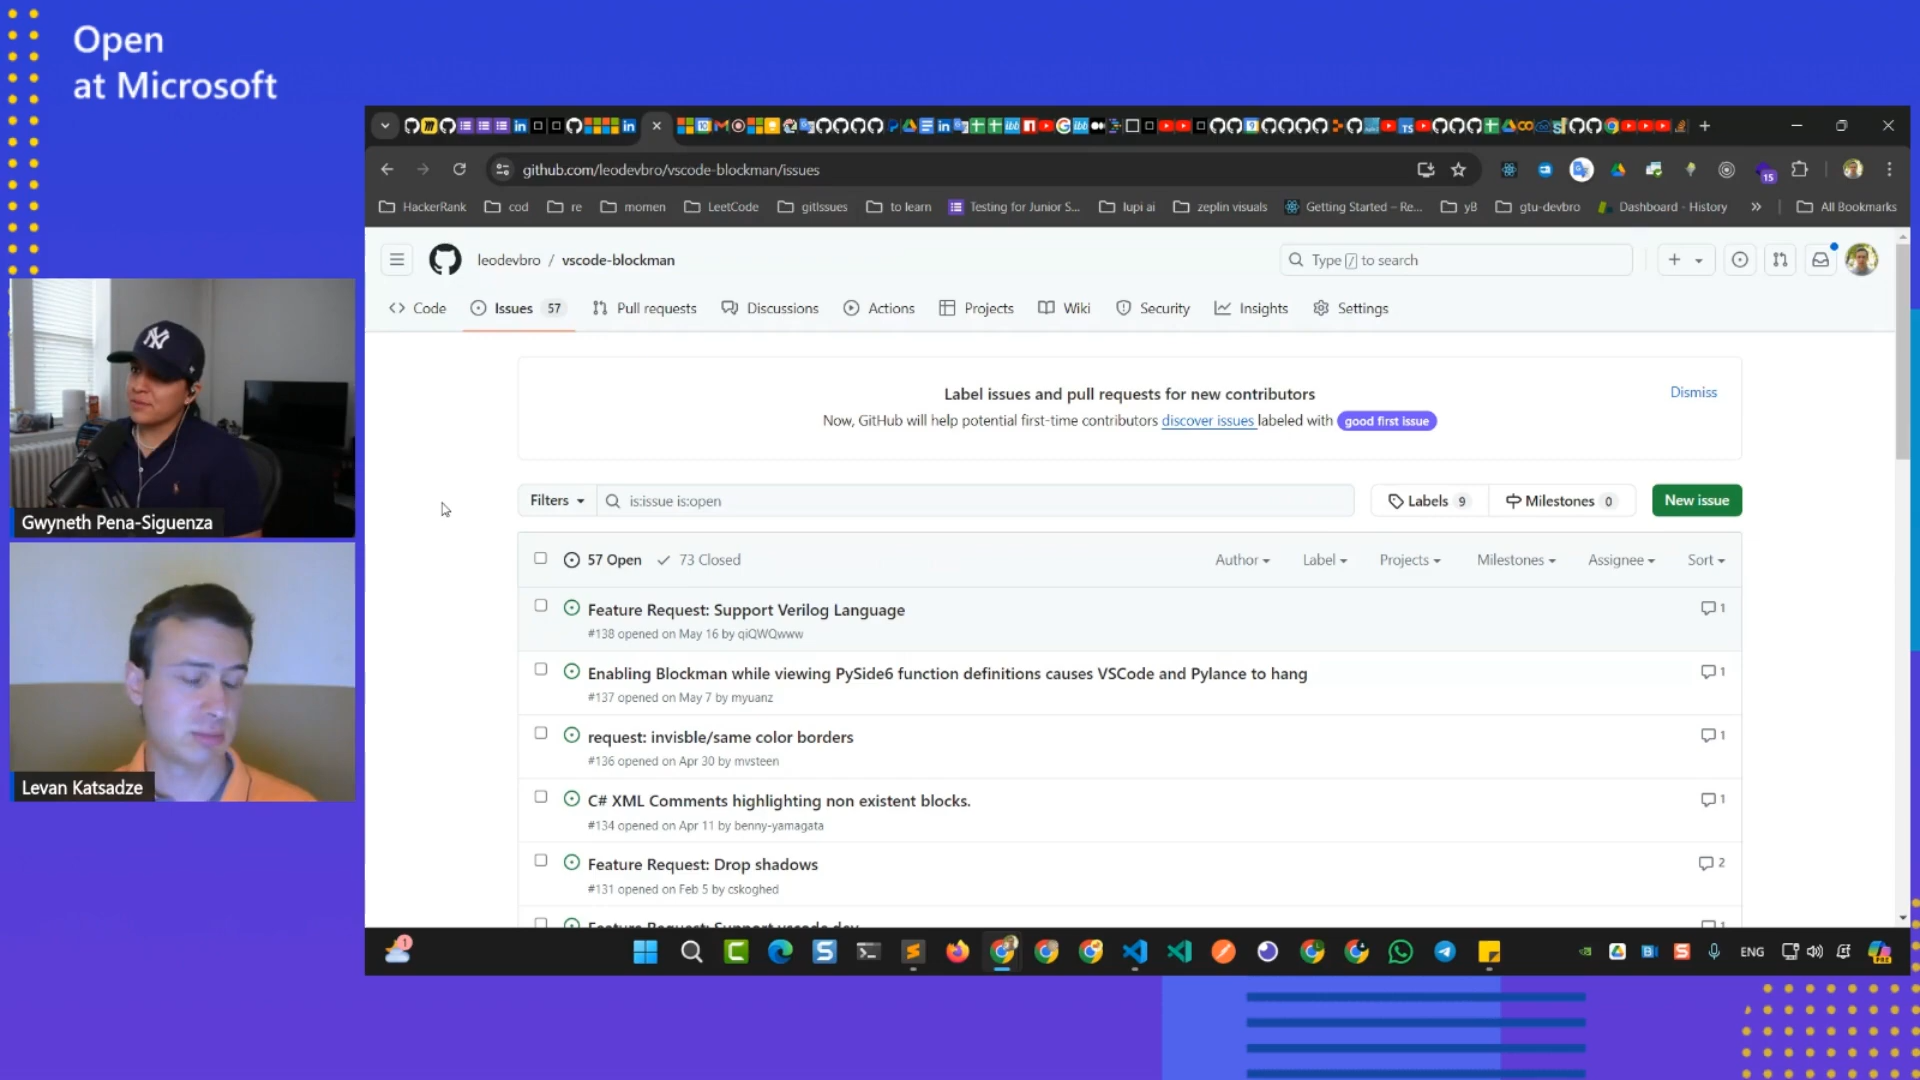 Open
at Microsoft
github.com/leodevbro/vscode-blockman/issues
15
HackerRank
cod
re
momen
LeetCode
gitIssues
to learn
Testing for Junior S...
lupi ai
zeplin visuals
Getting Started – Re...
yB
gtu-devbro
Dashboard - History
»
All Bookmarks
leodevbro / vscode-blockman
Type / to search
Code
Issues 57
Pull requests
Discussions
Actions
Projects
Wiki
Security
Insights
Settings
Label issues and pull requests for new contributors
Dismiss
Now, GitHub will help potential first-time contributors discover issues labeled with good first issue
Filters
is:issue is:open
Labels 9
Milestones 0
New issue
57 Open
73 Closed
Author
Label
Projects
Milestones
Assignee
Sort
Feature Request: Support Verilog Language
1
#138 opened on May 16 by qiQWQwww
Enabling Blockman while viewing PySide6 function definitions causes VSCode and Pylance to hang
1
#137 opened on May 7 by myuanz
request: invisble/same color borders
1
#136 opened on Apr 30 by mvsteen
C# XML Comments highlighting non existent blocks.
1
#134 opened on Apr 11 by benny-yamagata
Feature Request: Drop shadows
2
#131 opened on Feb 5 by cskoghed
Feature Request: Support vscode.dev
1
Gwyneth Pena-Siguenza
Levan Katsadze
1
ENG